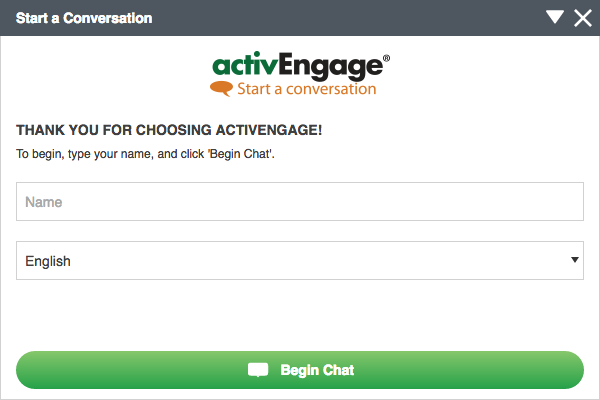 Start a Conversation
activEngage®
Start a conversation
THANK YOU FOR CHOOSING ACTIVENGAGE!
To begin, type your name, and click 'Begin Chat'.
Name
English
Begin Chat